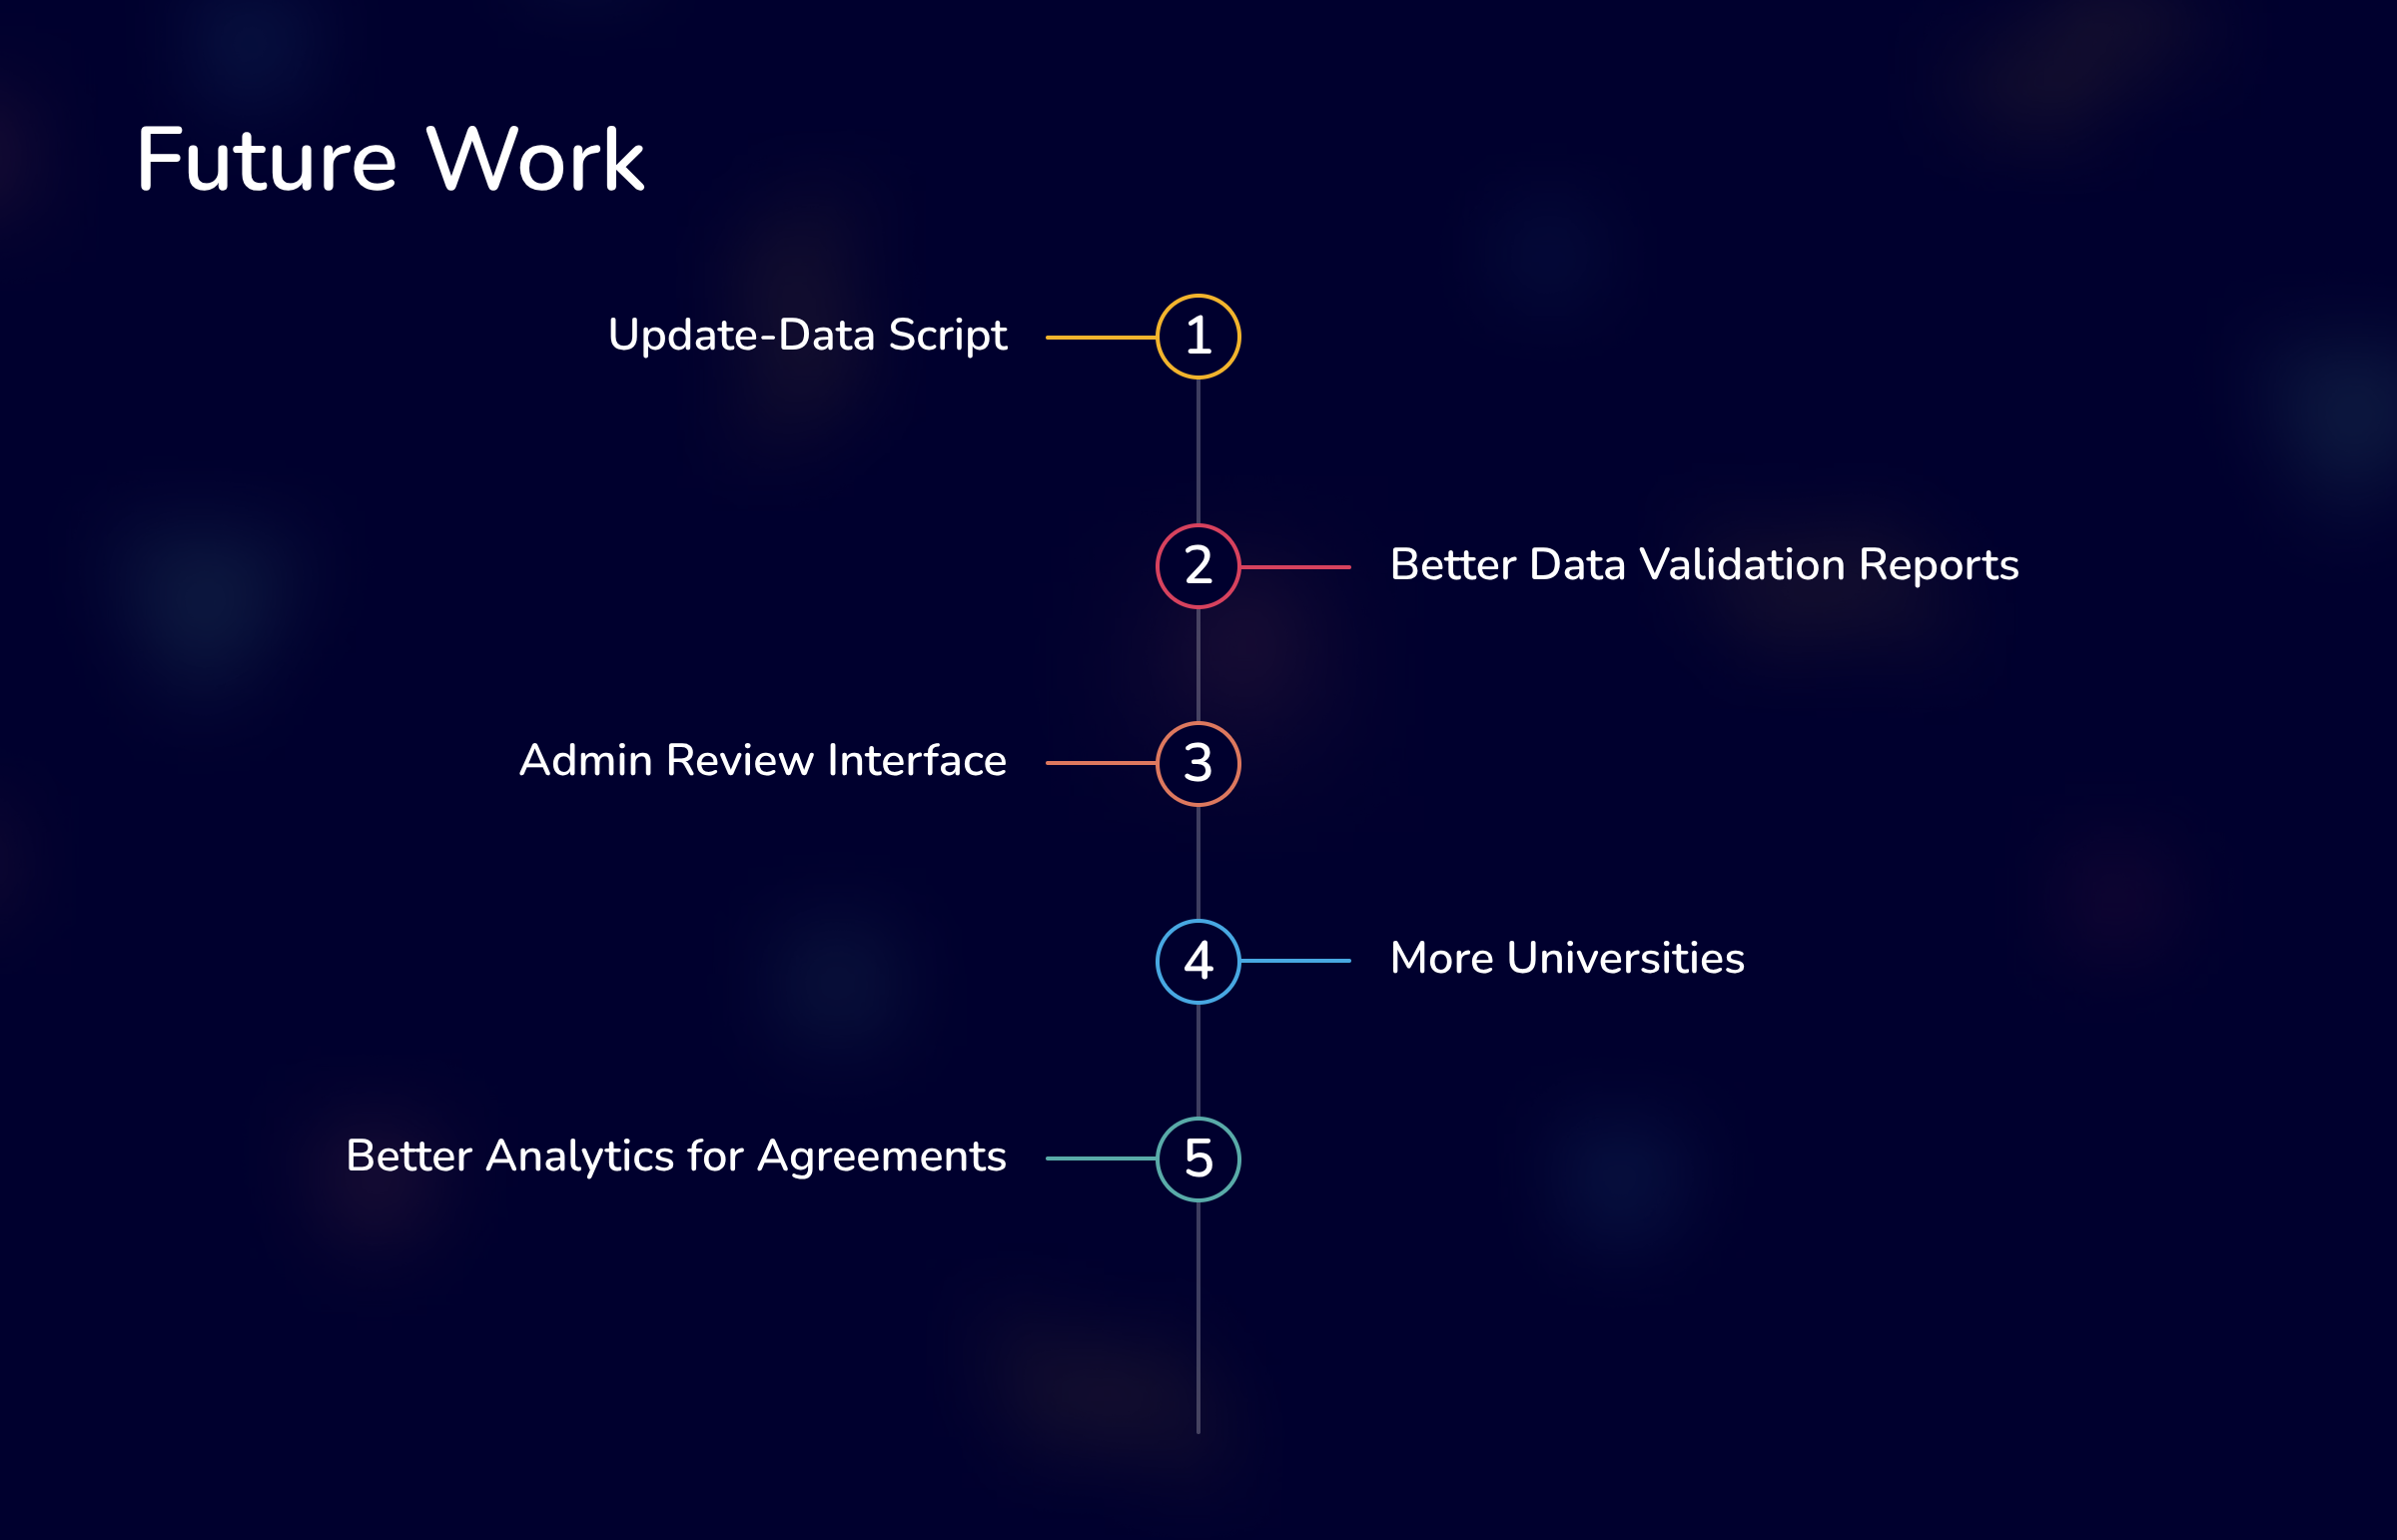 Future Work
Update-Data Script
1
2
Better Data Validation Reports
Admin Review Interface
3
4
More Universities
Better Analytics for Agreements
5